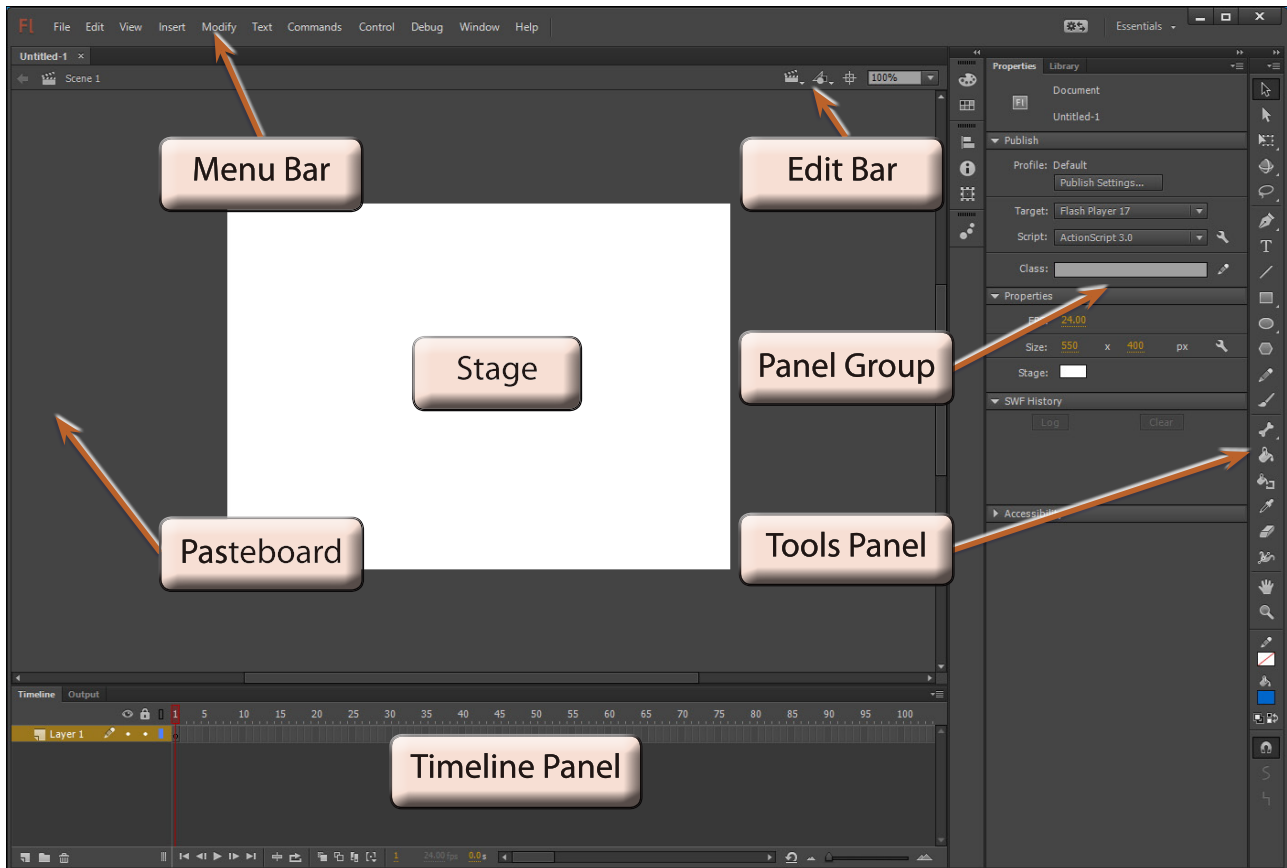 Fl File Edit View Insert Modify Text Commands Control Debug Window Help Essentials
Untitled-1 ×
Scene 1
100%
Menu Bar
Edit Bar
Stage
Panel Group
Pasteboard
Tools Panel
Properties Library
Document
Fl
Untitled-1
Publish
Profile: Default
Publish Settings...
Target: Flash Player 17
Script: ActionScript 3.0
Class:
Properties
24.00
Size: 550 x 400 px
Stage:
SWF History
Log Clear
T
Timeline Output
1 5 10 15 20 25 30 35 40 45 50 55 60 65 70 75 80 85 90 95 100
Layer 1
Timeline Panel
1 24.00 fps 0.0 s